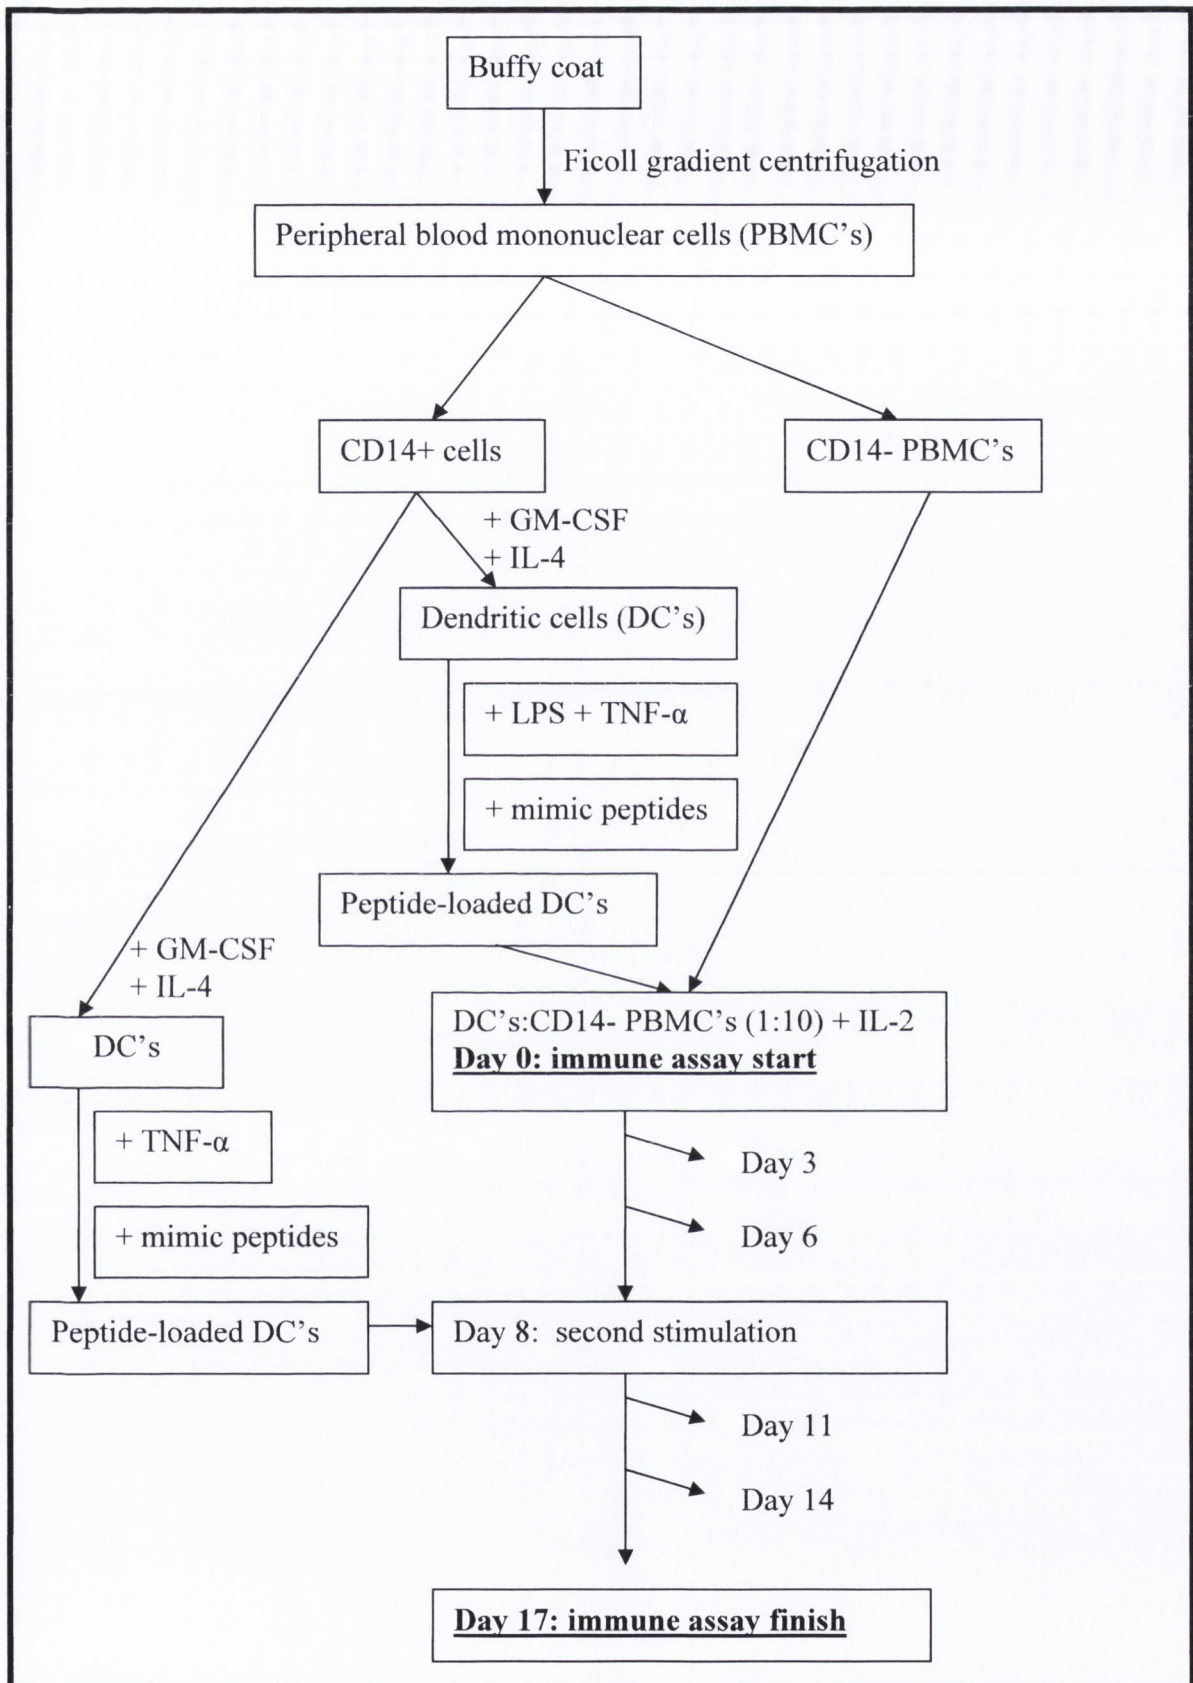 Buffy coat
Ficoll gradient centrifugation
Peripheral blood mononuclear cells (PBMC's)
CD14+ cells
CD14- PBMC's
+ GM-CSF
+ IL-4
Dendritic cells (DC's)
+ LPS + TNF-α
+ mimic peptides
Peptide-loaded DC's
+ GM-CSF
+ IL-4
DC's:CD14- PBMC's (1:10) + IL-2
Day 0: immune assay start
DC's
+ TNF-α
+ mimic peptides
Day 3
Day 6
Peptide-loaded DC's
Day 8: second stimulation
Day 11
Day 14
Day 17: immune assay finish